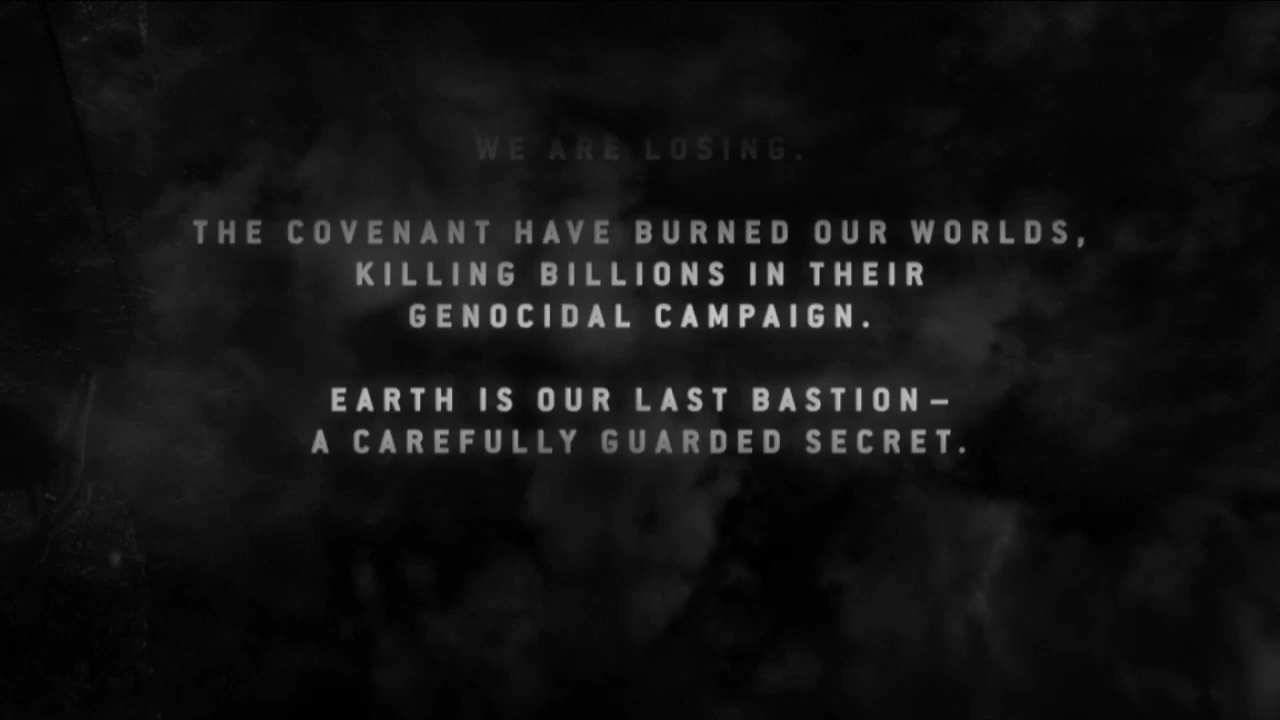 WE ARE LOSING.
THE COVENANT HAVE BURNED OUR WORLDS,
KILLING BILLIONS IN THEIR
GENOCIDAL CAMPAIGN.
EARTH IS OUR LAST BASTION–
A CAREFULLY GUARDED SECRET.